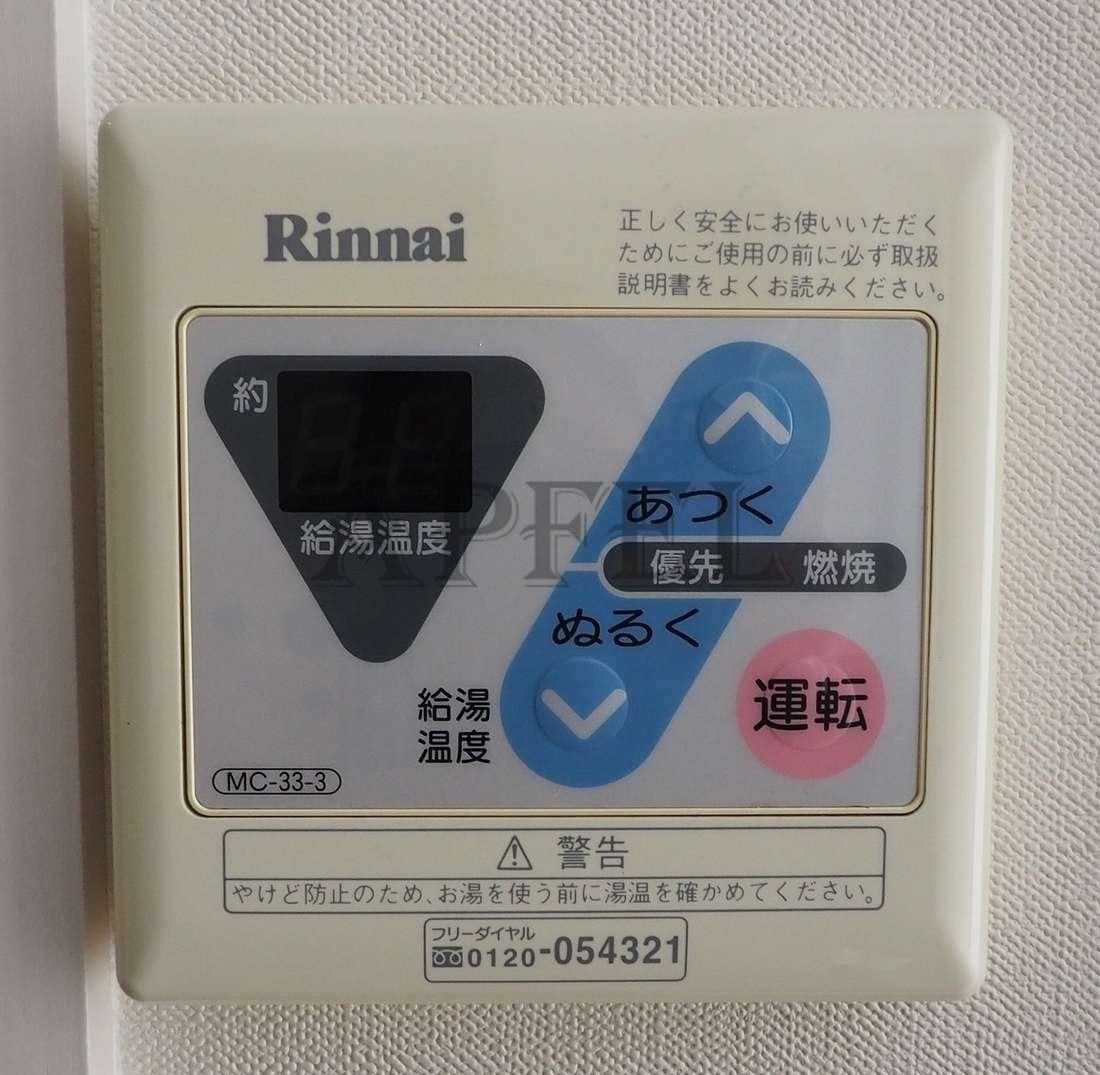 Rinnai
正しく安全にお使いいただく
ためにご使用の前に必ず取扱
説明書をよくお読みください。
約
給湯温度
あつく
優先 燃焼
ぬるく
給湯
温度
運転
MC-33-3
APFEL
⚠ 警告
やけど防止のため、お湯を使う前に湯温を確かめてください。
フリーダイヤル
0120-054321